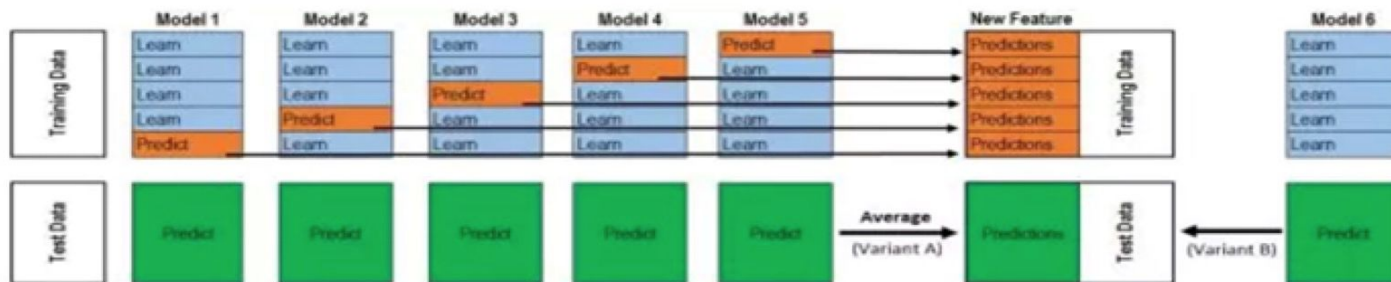 Model 1 Model 2 Model 3 Model 4 Model 5 New Feature Model 6
Training Data
Learn Learn Learn Learn Predict Predictions Learn
Learn Learn Learn Predict Learn Predictions Learn
Learn Learn Predict Learn Learn Predictions Learn
Learn Predict Learn Learn Learn Predictions Learn
Predict Learn Learn Learn Learn Predictions Learn
Training Data
Test Data
Predict Predict Predict Predict Predict
Average
(Variant A)
Predictions
Test Data
(Variant B)
Predict